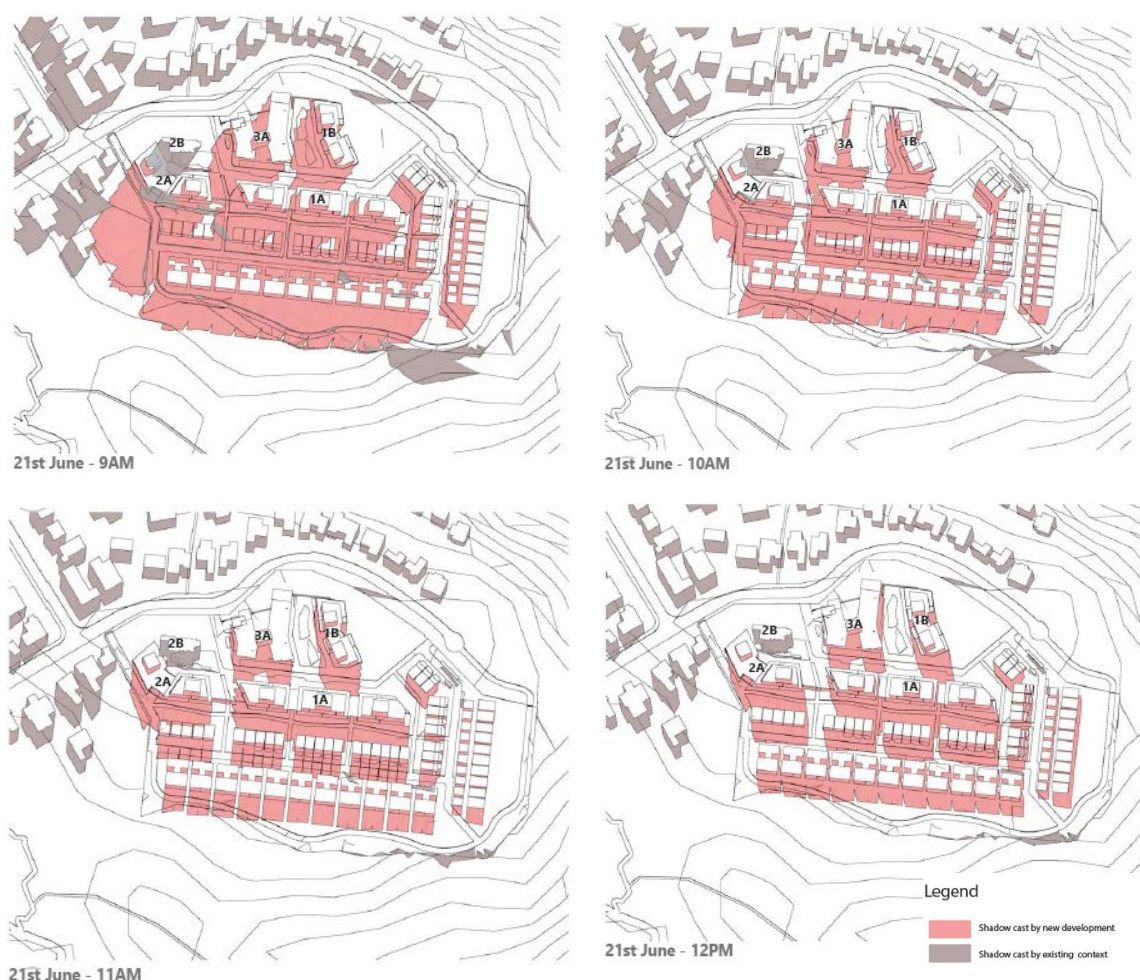 3A
1B
2B
2A
1A
21st June - 9AM
3A
1B
2B
2A
1A
21st June - 10AM
3A
1B
2B
2A
1A
21st June - 11AM
3A
1B
2B
2A
1A
21st June - 12PM
Legend
Shadow cast by new development
Shadow cast by existing context